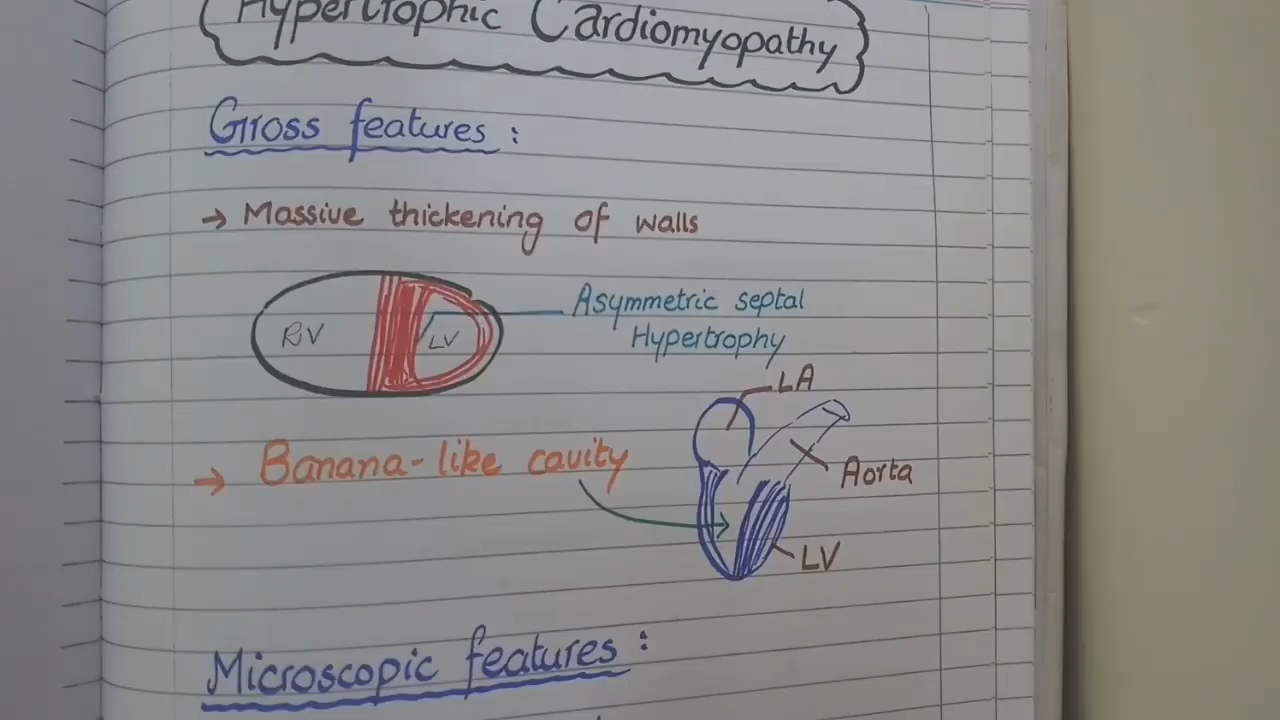 Hypertrophic Cardiomyopathy
Gross features :
→ Massive thickening of walls
RV
LV
Asymmetric septal
Hypertrophy
LA
→ Banana-like cavity
Aorta
LV
Microscopic features :